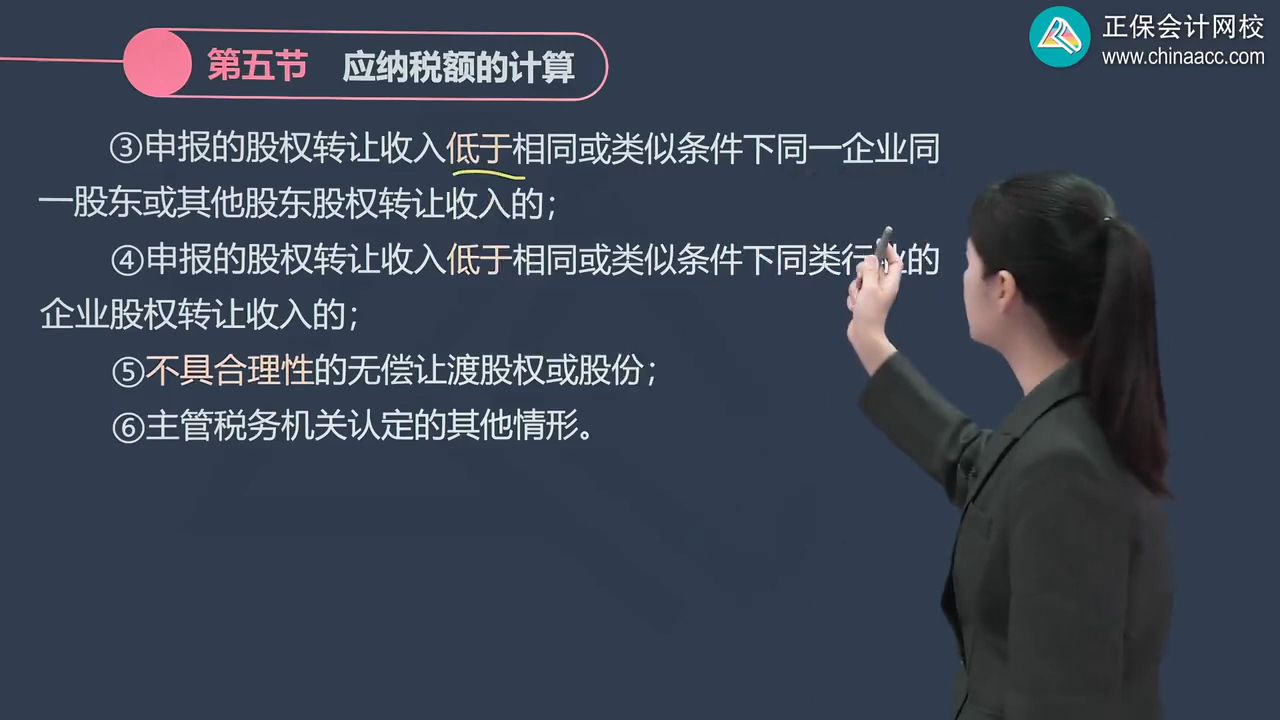 正保会计网校
www.chinaacc.com
第五节 应纳税额的计算
③申报的股权转让收入低于相同或类似条件下同一企业同
一股东或其他股东股权转让收入的；
④申报的股权转让收入低于相同或类似条件下同类行业的
企业股权转让收入的；
⑤不具合理性的无偿让渡股权或股份；
⑥主管税务机关认定的其他情形。